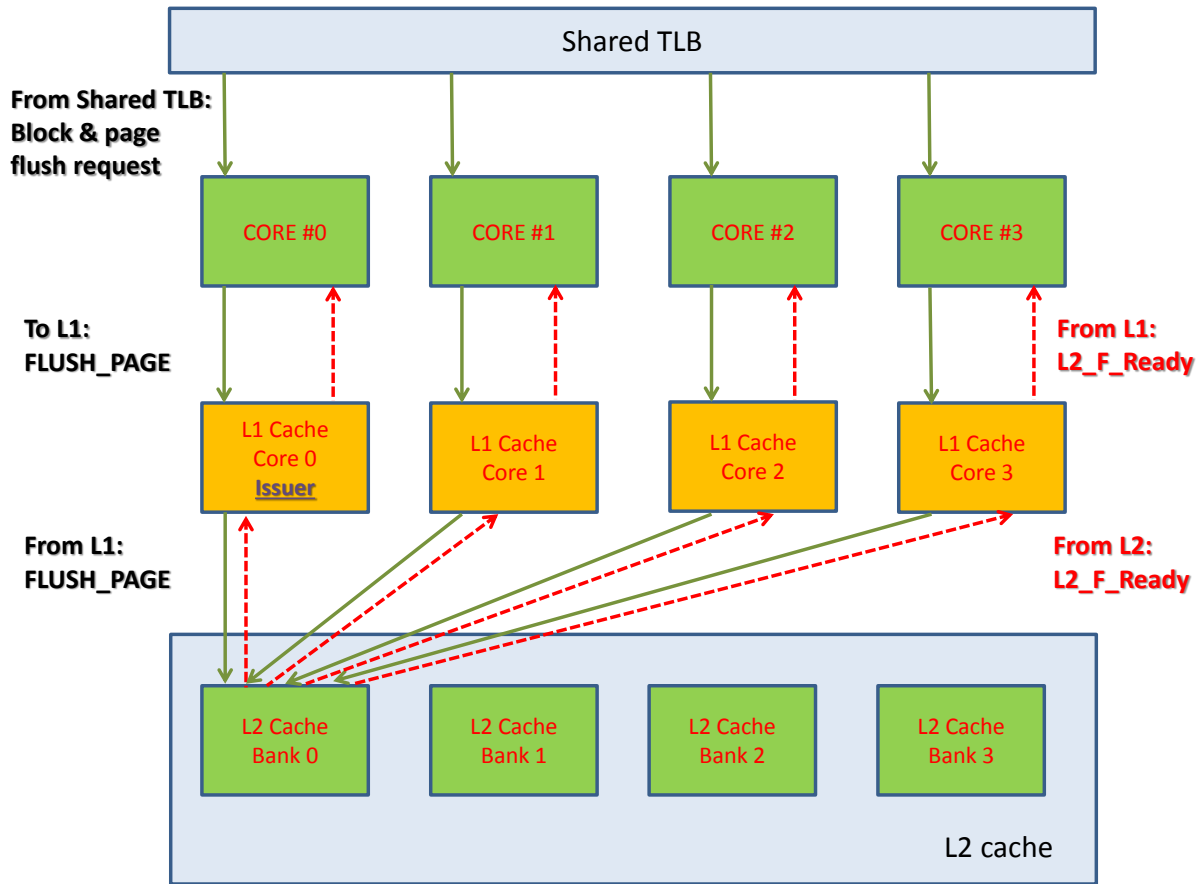 Shared TLB
From Shared TLB:
Block & page
flush request
CORE #0
CORE #1
CORE #2
CORE #3
To L1:
FLUSH_PAGE
From L1:
L2_F_Ready
L1 Cache
Core 0
Issuer
L1 Cache
Core 1
L1 Cache
Core 2
L1 Cache
Core 3
From L1:
FLUSH_PAGE
From L2:
L2_F_Ready
L2 Cache
Bank 0
L2 Cache
Bank 1
L2 Cache
Bank 2
L2 Cache
Bank 3
L2 cache